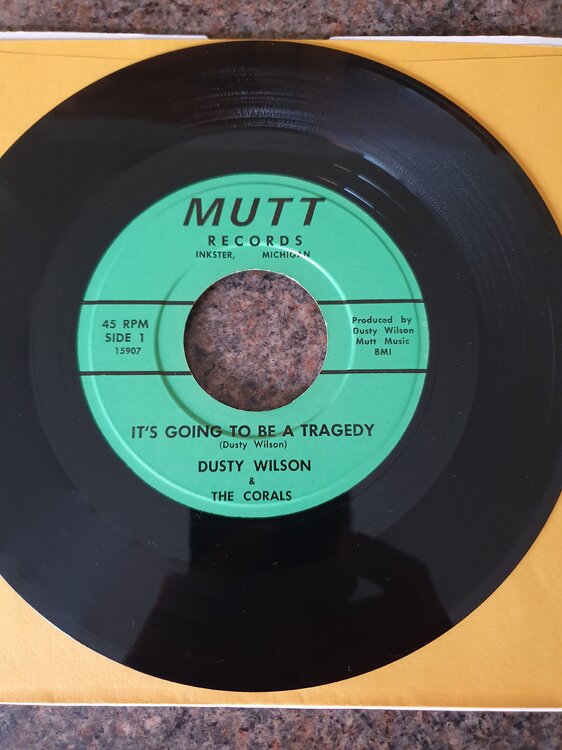 MUTT
RECORDS
INKSTER, MICHIGAN
45 RPM
SIDE 1
15907
Produced by
Dusty Wilson
Mutt Music
BMI
IT'S GOING TO BE A TRAGEDY
(Dusty Wilson)
DUSTY WILSON
&
THE CORALS